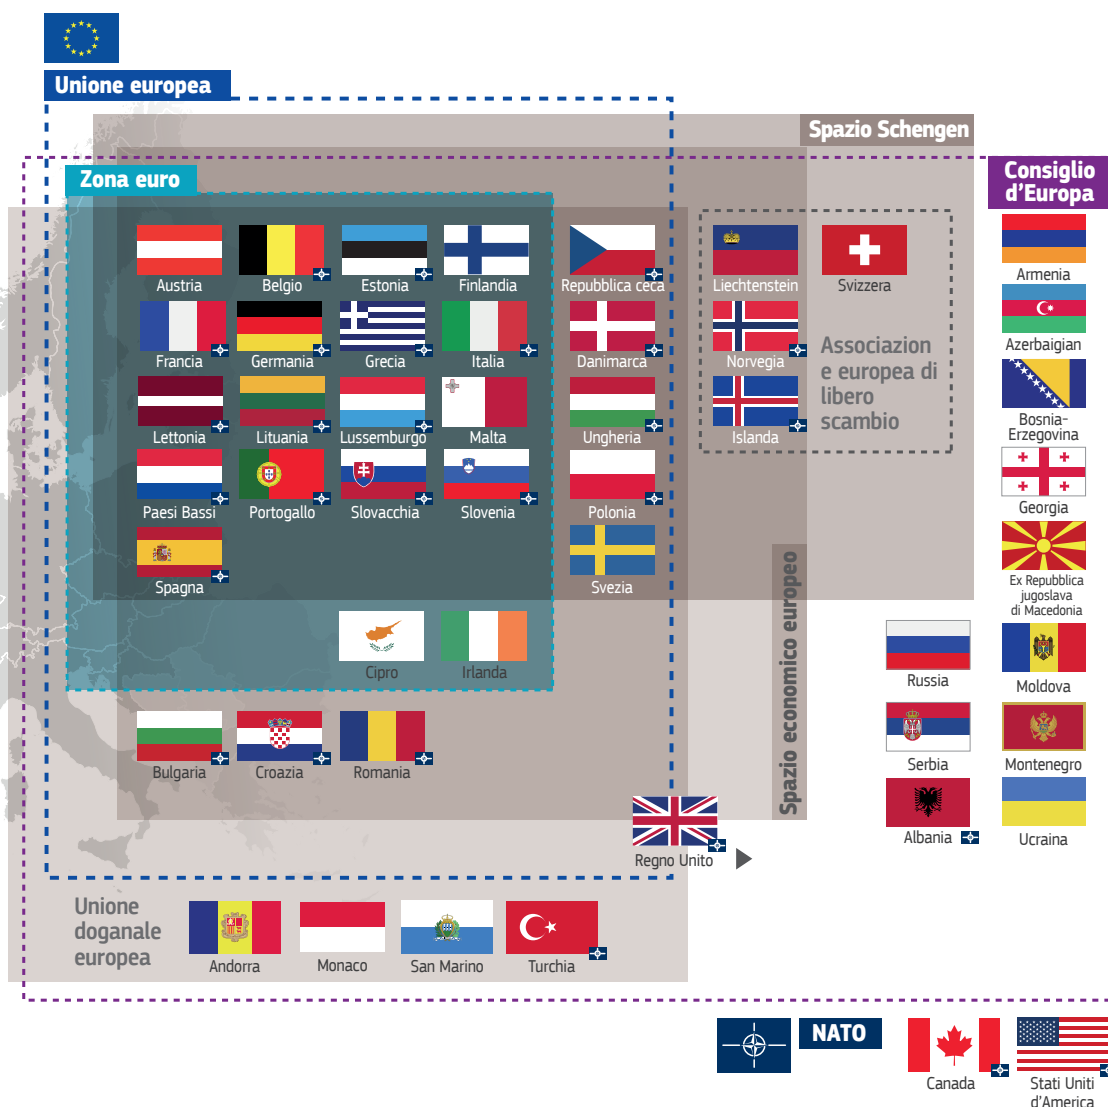 Unione europea
Spazio Schengen
Zona euro
Consiglio
d'Europa
Austria
Belgio
Estonia
Finlandia
Repubblica ceca
Liechtenstein
Svizzera
Armenia
Francia
Germania
Grecia
Italia
Danimarca
Norvegia
Associazion
e europea di
libero
scambio
Azerbaigian
Lettonia
Lituania
Lussemburgo
Malta
Ungheria
Islanda
Bosnia-
Erzegovina
Paesi Bassi
Portogallo
Slovacchia
Slovenia
Polonia
Georgia
Spagna
Svezia
Spazio economico europeo
Ex Repubblica
jugoslava
di Macedonia
Cipro
Irlanda
Russia
Moldova
Bulgaria
Croazia
Romania
Serbia
Montenegro
Regno Unito
Albania
Ucraina
Unione
doganale
europea
Andorra
Monaco
San Marino
Turchia
NATO
Canada
Stati Uniti
d'America